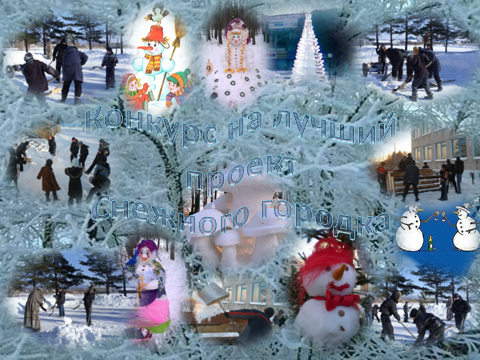 Конкурс на лучший
проект
Снежного городка